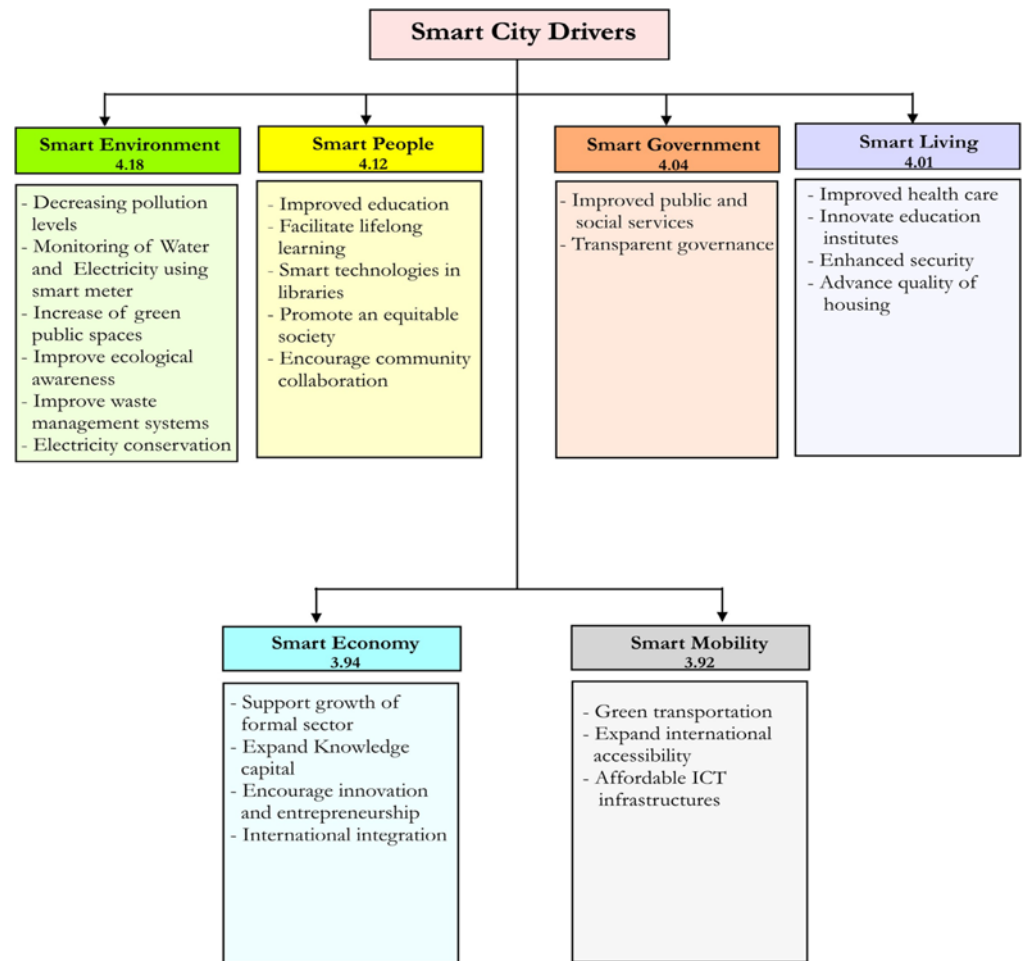 Smart City Drivers
Smart Environment
4.18
- Decreasing pollution
levels
- Monitoring of Water
and Electricity using
smart meter
- Increase of green
public spaces
- Improve ecological
awareness
- Improve waste
management systems
- Electricity conservation
Smart People
4.12
- Improved education
- Facilitate lifelong
learning
- Smart technologies in
libraries
- Promote an equitable
society
- Encourage community
collaboration
Smart Government
4.04
- Improved public and
social services
- Transparent governance
Smart Living
4.01
- Improved health care
- Innovate education
institutes
- Enhanced security
- Advance quality of
housing
Smart Economy
3.94
- Support growth of
formal sector
- Expand Knowledge
capital
- Encourage innovation
and entrepreneurship
- International integration
Smart Mobility
3.92
- Green transportation
- Expand international
accessibility
- Affordable ICT
infrastructures